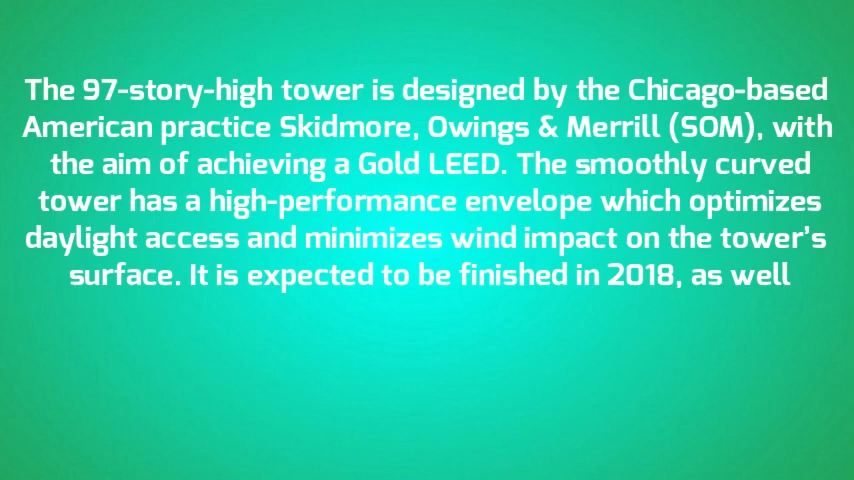 The 97-story-high tower is designed by the Chicago-based
American practice Skidmore, Owings & Merrill (SOM), with
the aim of achieving a Gold LEED. The smoothly curved
tower has a high-performance envelope which optimizes
daylight access and minimizes wind impact on the tower’s
surface. It is expected to be finished in 2018, as well